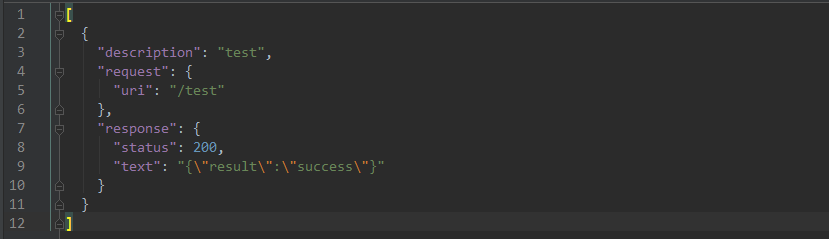 1 [
2   {
3     "description": "test",
4     "request": {
5       "uri": "/test"
6     },
7     "response": {
8       "status": 200,
9       "text": "{\"result\":\"success\"}"
10     }
11   }
12 ]